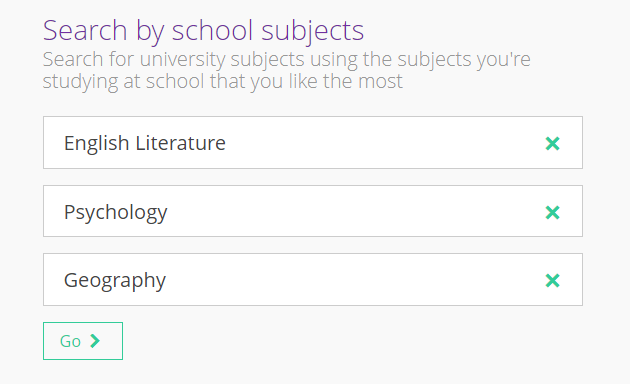 Search by school subjects
Search for university subjects using the subjects you're
studying at school that you like the most
English Literature
Psychology
Geography
Go